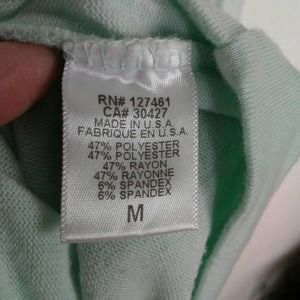 RN# 127461
CA# 30427
MADE IN U.S.A.
FABRIQUE EN U.S.A.
47% POLYESTER
47% POLYESTER
47% RAYON
47% RAYONNE
6% SPANDEX
6% SPANDEX
M